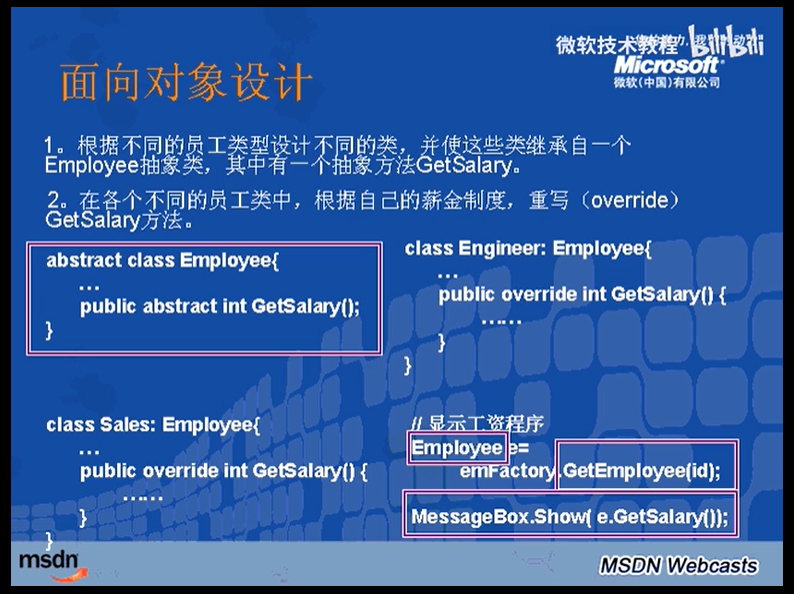 微软技术教程 bilibili
Microsoft
微软(中国)有限公司
面向对象设计
1。根据不同的员工类型设计不同的类，并使这些类继承自一个
Employee抽象类，其中有一个抽象方法GetSalary。
2。在各个不同的员工类中，根据自己的薪金制度，重写（override）
GetSalary方法。
abstract class Employee{
...
public abstract int GetSalary();
}
class Engineer: Employee{
...
public override int GetSalary() {
……
}
}
class Sales: Employee{
...
public override int GetSalary() {
……
}
}
// 显示工资程序
Employee e=
emFactory.GetEmployee(id);
MessageBox.Show( e.GetSalary());
msdn
MSDN Webcasts